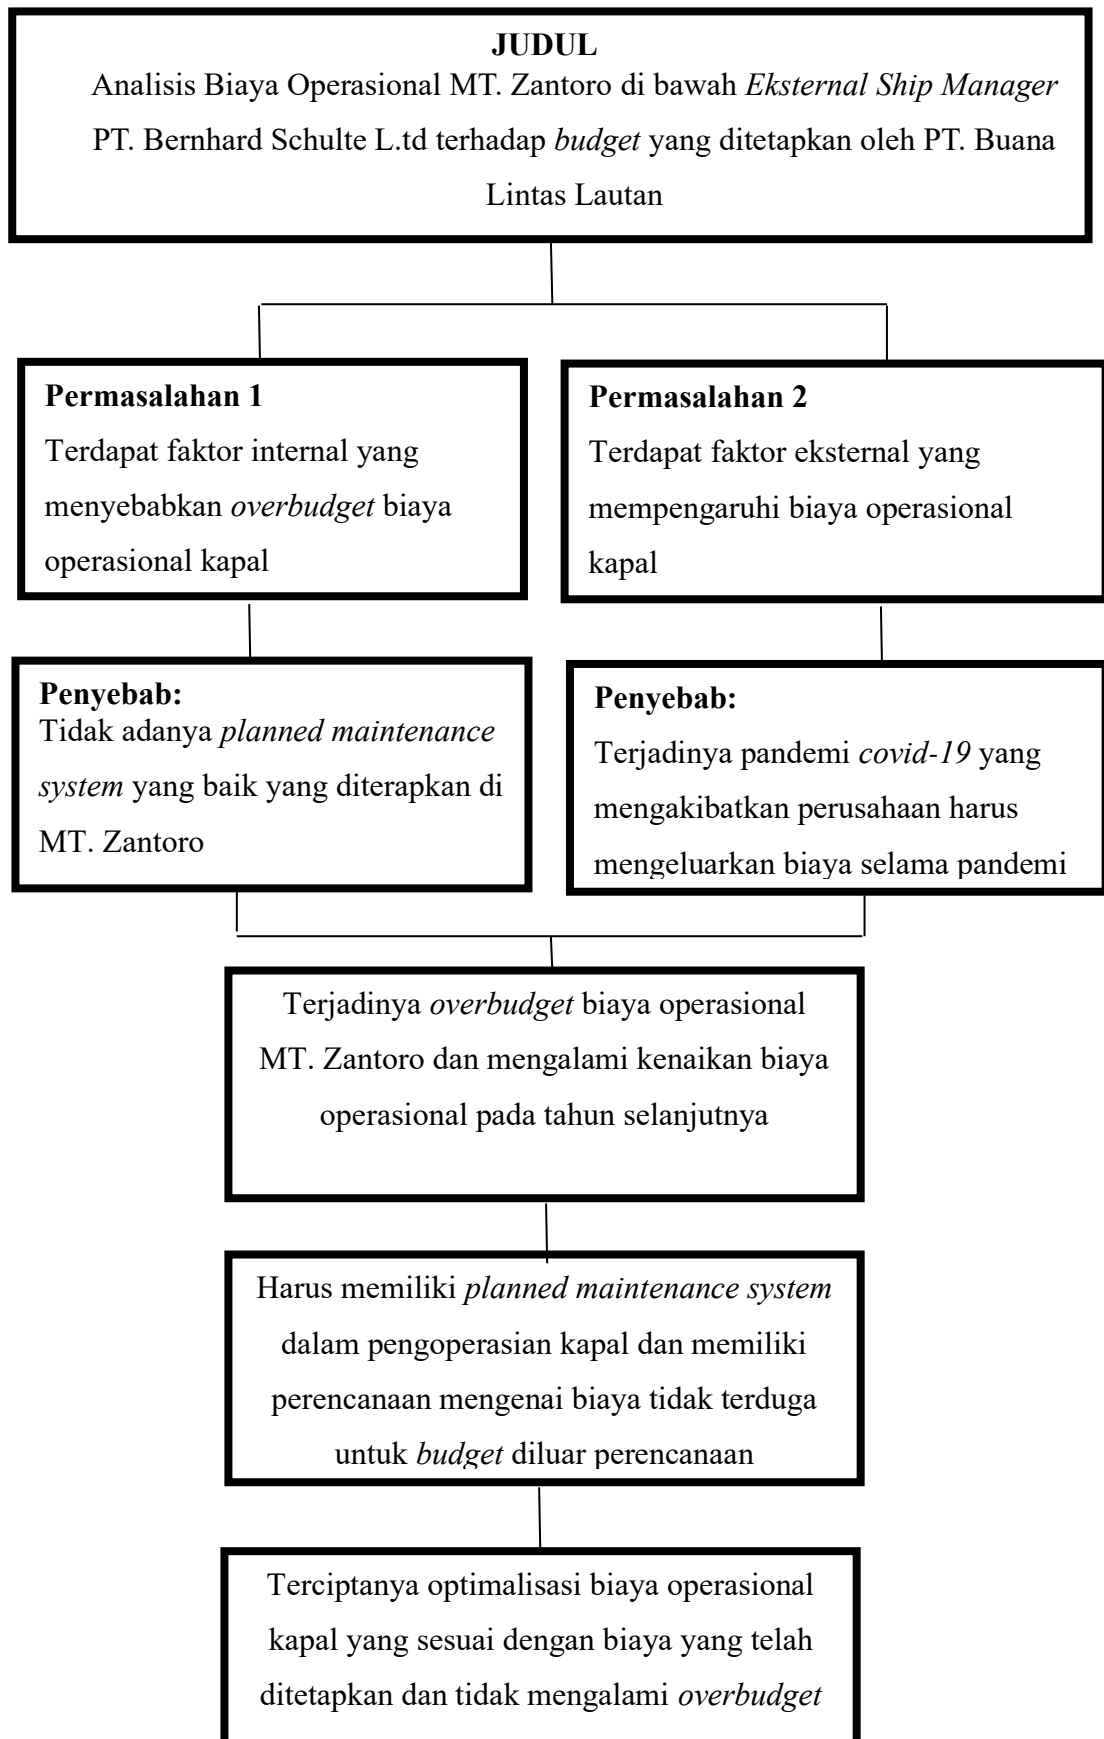 JUDUL
Analisis Biaya Operasional MT. Zantoro di bawah Eksternal Ship Manager
PT. Bernhard Schulte L.td terhadap budget yang ditetapkan oleh PT. Buana
Lintas Lautan
Permasalahan 1
Terdapat faktor internal yang
menyebabkan overbudget biaya
operasional kapal
Permasalahan 2
Terdapat faktor eksternal yang
mempengaruhi biaya operasional
kapal
Penyebab:
Tidak adanya planned maintenance
system yang baik yang diterapkan di
MT. Zantoro
Penyebab:
Terjadinya pandemi covid-19 yang
mengakibatkan perusahaan harus
mengeluarkan biaya selama pandemi
Terjadinya overbudget biaya operasional
MT. Zantoro dan mengalami kenaikan biaya
operasional pada tahun selanjutnya
Harus memiliki planned maintenance system
dalam pengoperasian kapal dan memiliki
perencanaan mengenai biaya tidak terduga
untuk budget diluar perencanaan
Terciptanya optimalisasi biaya operasional
kapal yang sesuai dengan biaya yang telah
ditetapkan dan tidak mengalami overbudget